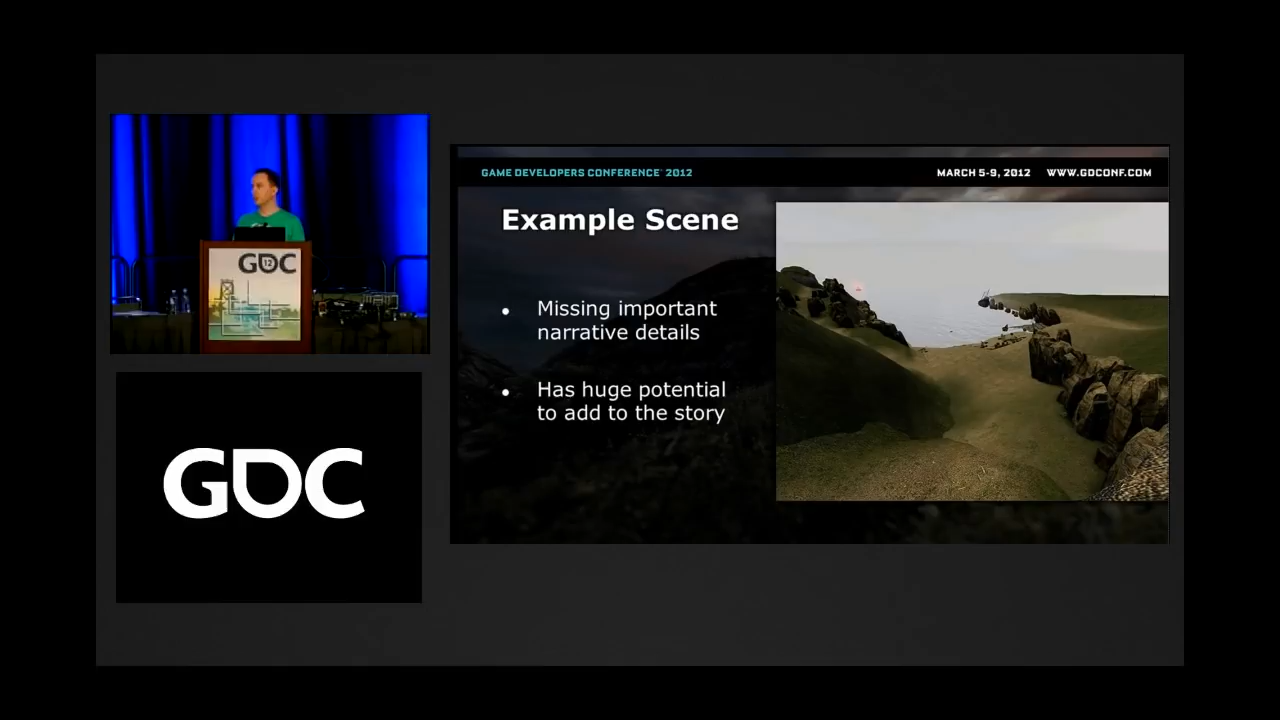 GDC
12
GDC
GAME DEVELOPERS CONFERENCE 2012
MARCH 5-9, 2012 WWW.GDCONF.COM
Example Scene
• Missing important
narrative details
• Has huge potential
to add to the story